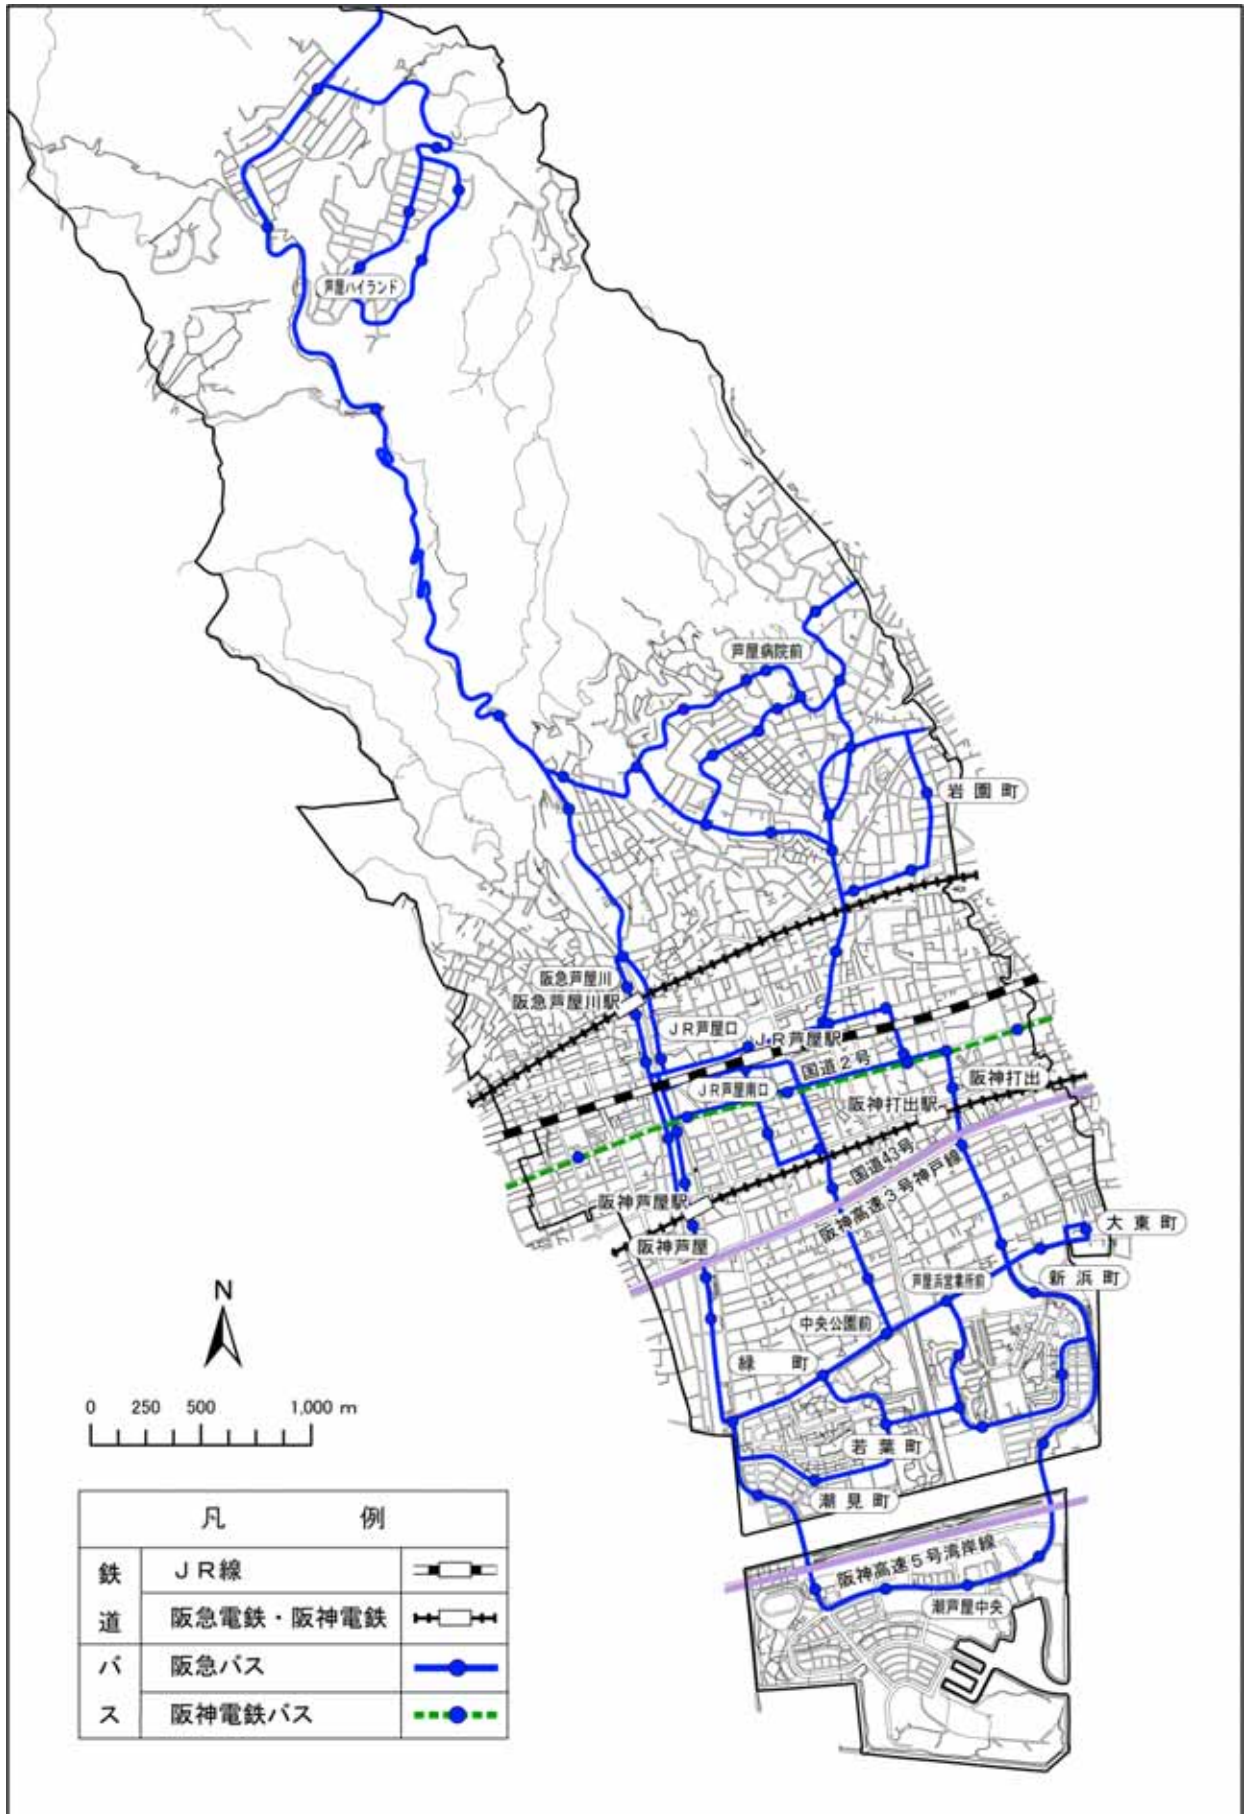 芦屋ハイランド
芦屋病院前
岩園町
阪急芦屋川
阪急芦屋川駅
JR芦屋口
JR芦屋駅
国道2号
JR芦屋南口
阪神打出
阪神打出駅
国道43号
阪神高速3号神戸線
阪神芦屋駅
阪神芦屋
大東町
新浜町
芦屋浜営業所前
中央公園前
緑町
若葉町
潮見町
阪神高速5号湾岸線
潮芦屋中央
N
0 250 500 1,000 m
凡例
鉄道
JR線
阪急電鉄・阪神電鉄
バス
阪急バス
阪神電鉄バス